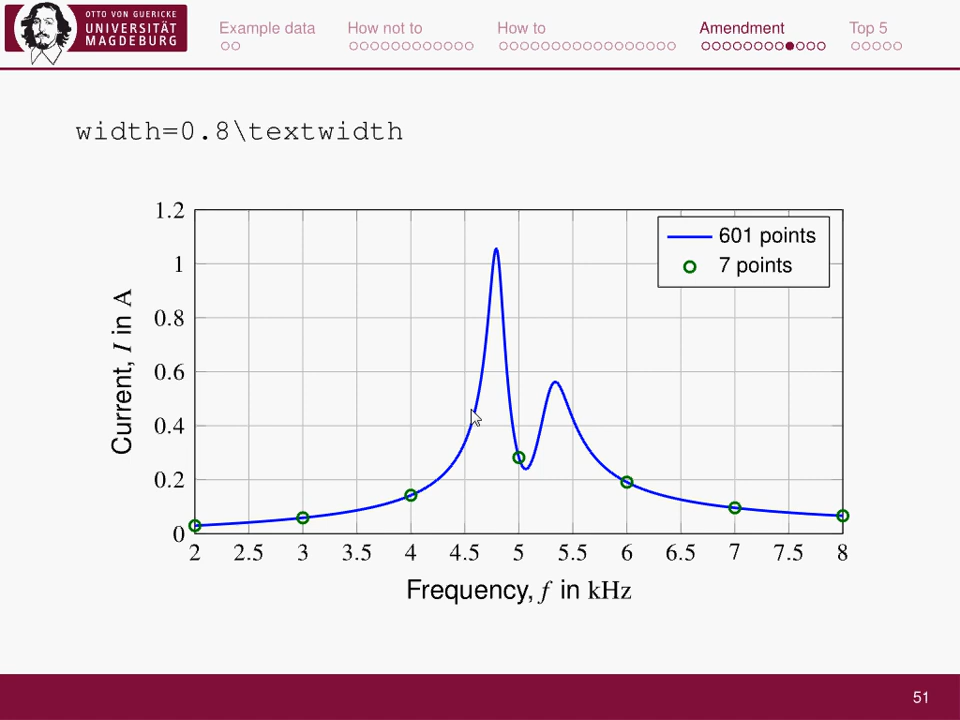 OTTO VON GUERICKE
UNIVERSITÄT
MAGDEBURG
Example data
How not to
How to
Amendment
Top 5
width=0.8\textwidth
1.2
1
0.8
0.6
0.4
0.2
0
Current, I in A
601 points
7 points
2 2.5 3 3.5 4 4.5 5 5.5 6 6.5 7 7.5 8
Frequency, f in kHz
51